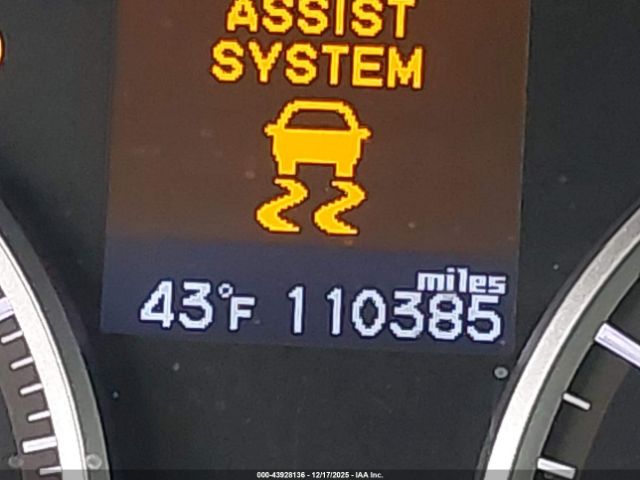 ASSIST
SYSTEM
miles
43°F 110385
000-43928136 - 12/17/2025 - IAA Inc.